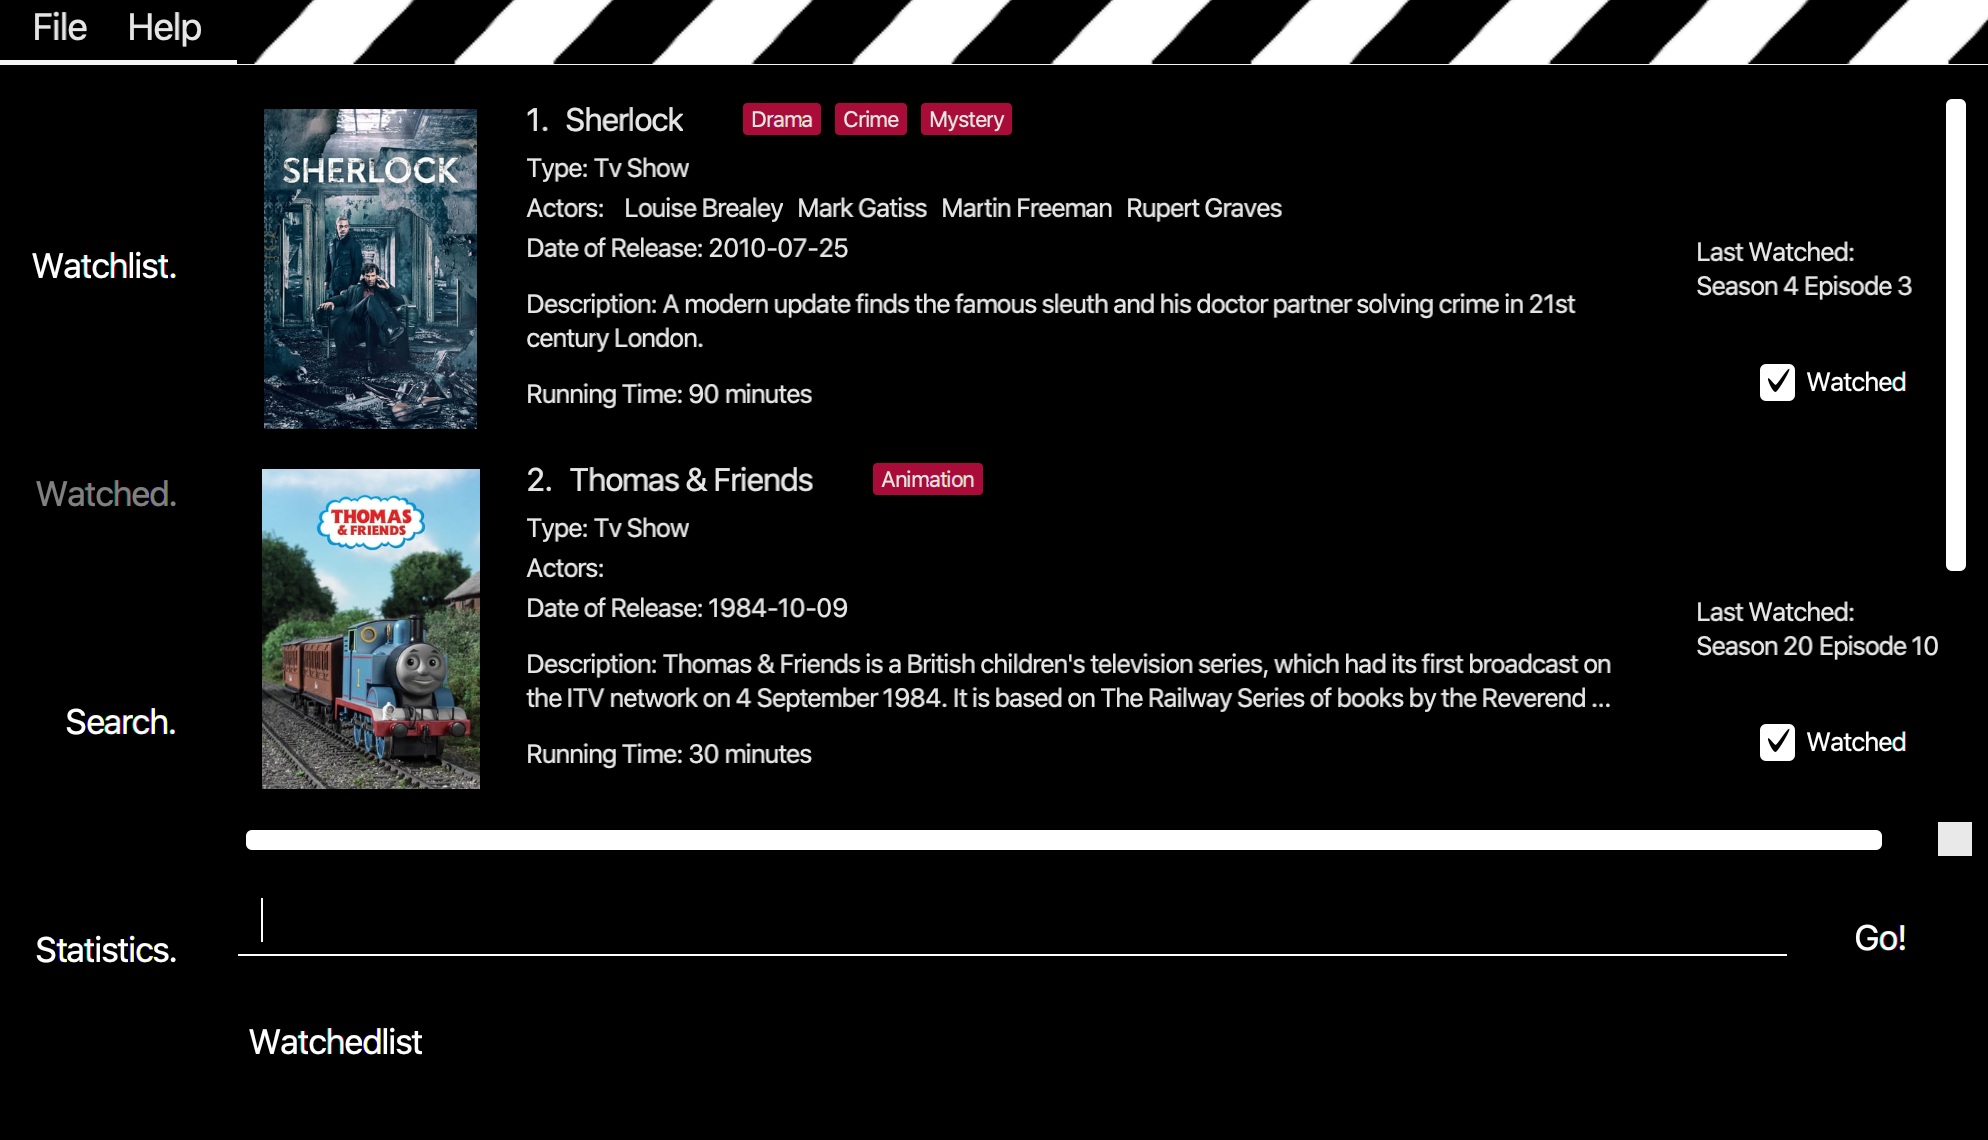 File Help
Watchlist.
Watched.
Search.
Statistics.
SHERLOCK
1. Sherlock Drama Crime Mystery
Type: Tv Show
Actors: Louise Brealey Mark Gatiss Martin Freeman Rupert Graves
Date of Release: 2010-07-25
Description: A modern update finds the famous sleuth and his doctor partner solving crime in 21st
century London.
Running Time: 90 minutes
Last Watched:
Season 4 Episode 3
Watched
THOMAS
& FRIENDS
2. Thomas & Friends Animation
Type: Tv Show
Actors:
Date of Release: 1984-10-09
Description: Thomas & Friends is a British children's television series, which had its first broadcast on
the ITV network on 4 September 1984. It is based on The Railway Series of books by the Reverend ...
Running Time: 30 minutes
Last Watched:
Season 20 Episode 10
Watched
Go!
Watchedlist